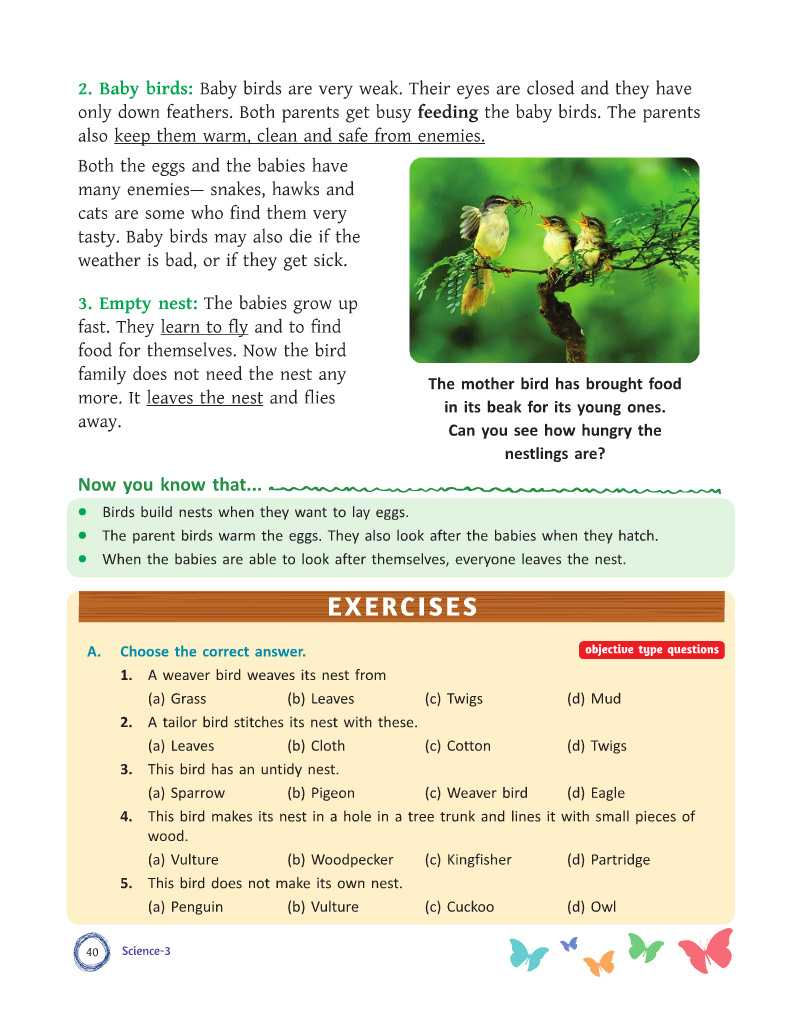 2. Baby birds: Baby birds are very weak. Their eyes are closed and they have
only down feathers. Both parents get busy feeding the baby birds. The parents
also keep them warm, clean and safe from enemies.
Both the eggs and the babies have
many enemies— snakes, hawks and
cats are some who find them very
tasty. Baby birds may also die if the
weather is bad, or if they get sick.
3. Empty nest: The babies grow up
fast. They learn to fly and to find
food for themselves. Now the bird
family does not need the nest any
more. It leaves the nest and flies
away.
The mother bird has brought food
in its beak for its young ones.
Can you see how hungry the
nestlings are?
Now you know that...
• Birds build nests when they want to lay eggs.
• The parent birds warm the eggs. They also look after the babies when they hatch.
• When the babies are able to look after themselves, everyone leaves the nest.
EXERCISES
A. Choose the correct answer. objective type questions
1. A weaver bird weaves its nest from
(a) Grass (b) Leaves (c) Twigs (d) Mud
2. A tailor bird stitches its nest with these.
(a) Leaves (b) Cloth (c) Cotton (d) Twigs
3. This bird has an untidy nest.
(a) Sparrow (b) Pigeon (c) Weaver bird (d) Eagle
4. This bird makes its nest in a hole in a tree trunk and lines it with small pieces of
wood.
(a) Vulture (b) Woodpecker (c) Kingfisher (d) Partridge
5. This bird does not make its own nest.
(a) Penguin (b) Vulture (c) Cuckoo (d) Owl
40 Science-3